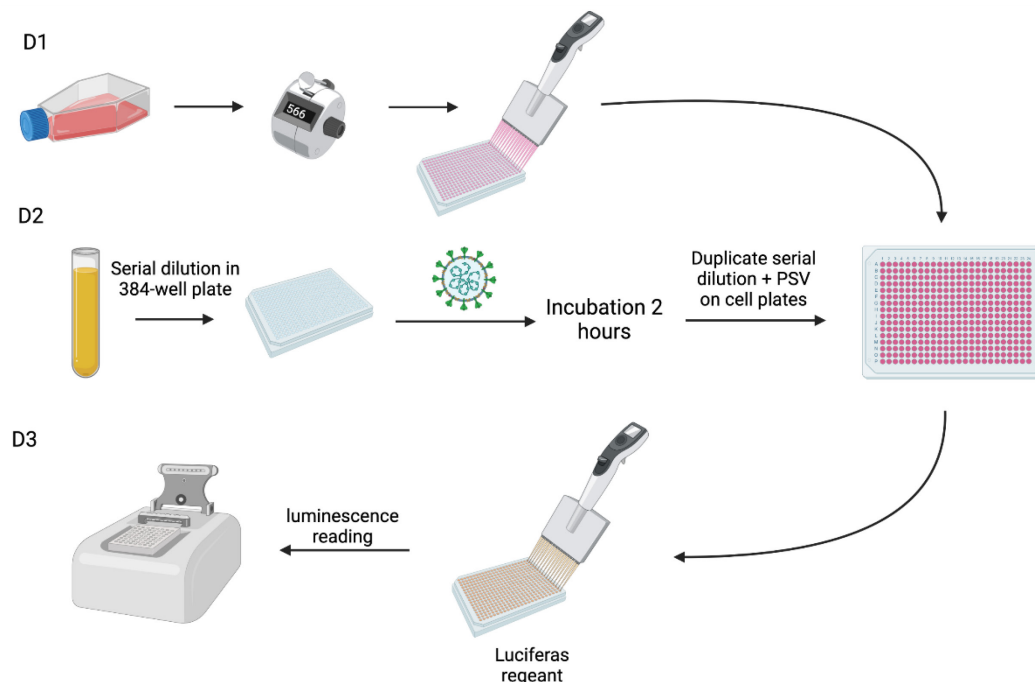 D1
566
D2
Serial dilution in
384-well plate
Incubation 2
hours
Duplicate serial
dilution + PSV
on cell plates
A
B
C
D
E
F
G
H
I
J
K
L
M
N
O
P
D3
luminescence
reading
Luciferas
regeant